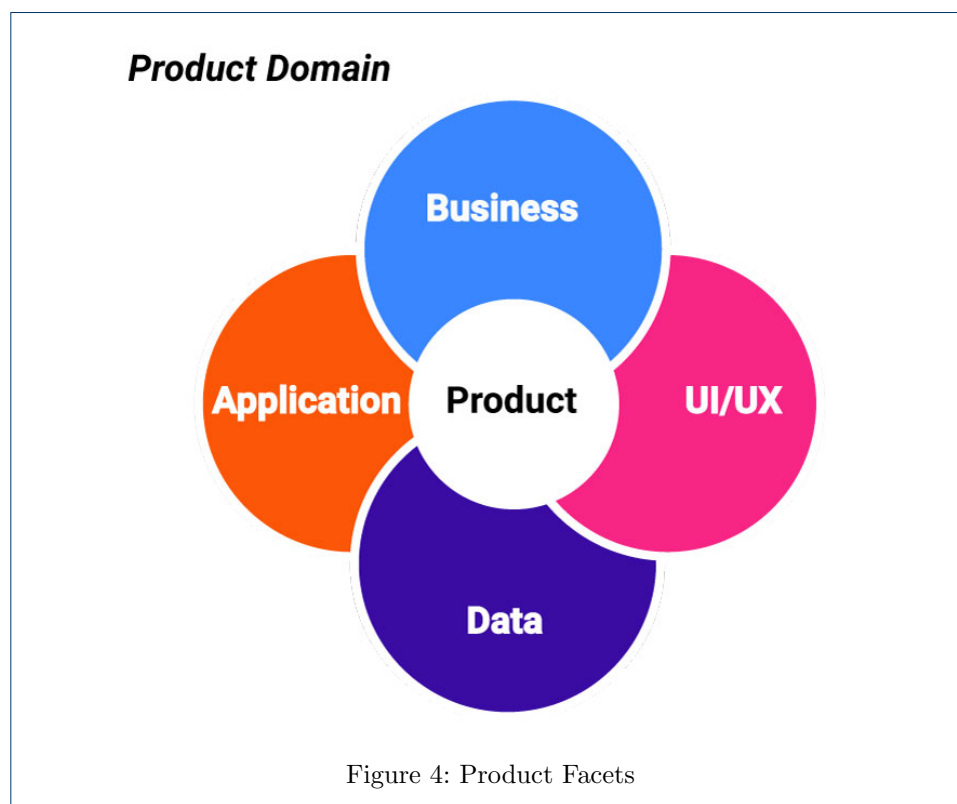 Product Domain
Business
Application
Product
UI/UX
Data
Figure 4: Product Facets